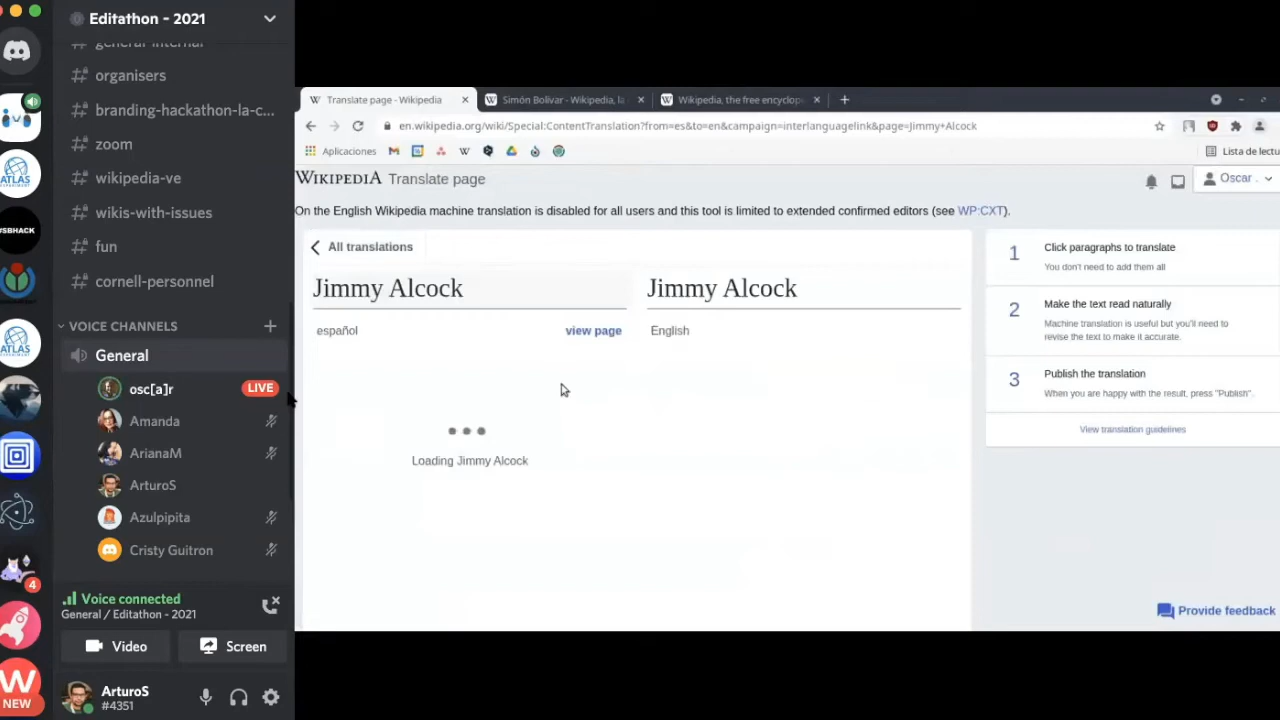 Editathon - 2021
general-internal
organisers
branding-hackathon-la-c...
zoom
wikipedia-ve
wikis-with-issues
fun
cornell-personnel
VOICE CHANNELS
General
osc[a]r
LIVE
Amanda
ArianaM
ArturoS
Azulpipita
Cristy Guitron
Voice connected
General / Editathon - 2021
Video
Screen
ArturoS
#4351
ATLAS
#SBHACK
ATLAS
4
W
NEW
Translate page - Wikipedia
Simón Bolívar - Wikipedia, la
Wikipedia, the free encyclop
en.wikipedia.org/wiki/Special:ContentTranslation?from=es&to=en&campaign=interlanguagelink&page=Jimmy+Alcock
Aplicaciones
Lista de lectu
WIKIPEDIA Translate page
Oscar .
On the English Wikipedia machine translation is disabled for all users and this tool is limited to extended confirmed editors (see WP:CXT).
All translations
Jimmy Alcock
español
view page
Loading Jimmy Alcock
Jimmy Alcock
English
1
Click paragraphs to translate
You don't need to add them all
2
Make the text read naturally
Machine translation is useful but you'll need to
revise the text to make it accurate.
3
Publish the translation
When you are happy with the result, press "Publish".
View translation guidelines
Provide feedback